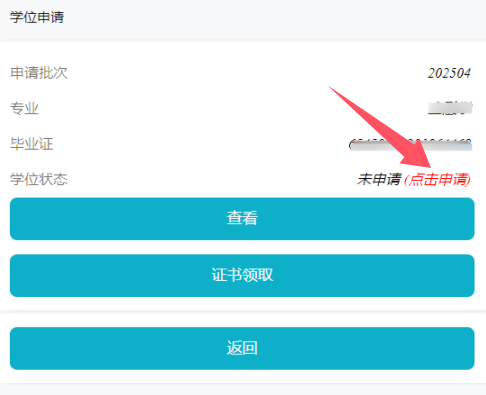 学位申请
申请批次 202504
专业
毕业证
学位状态 未申请 (点击申请)
查看
证书领取
返回